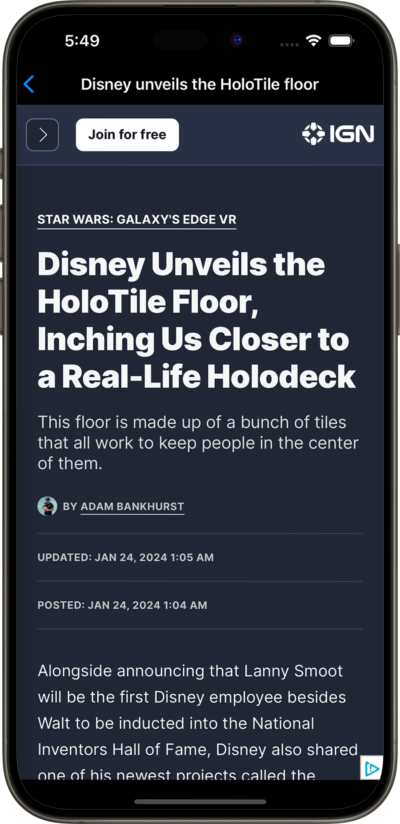 5:49
Disney unveils the HoloTile floor
Join for free
IGN
STAR WARS: GALAXY'S EDGE VR
Disney Unveils the
HoloTile Floor,
Inching Us Closer to
a Real-Life Holodeck
This floor is made up of a bunch of tiles
that all work to keep people in the center
of them.
BY ADAM BANKHURST
UPDATED: JAN 24, 2024 1:05 AM
POSTED: JAN 24, 2024 1:04 AM
Alongside announcing that Lanny Smoot
will be the first Disney employee besides
Walt to be inducted into the National
Inventors Hall of Fame, Disney also shared
one of his newest projects called the